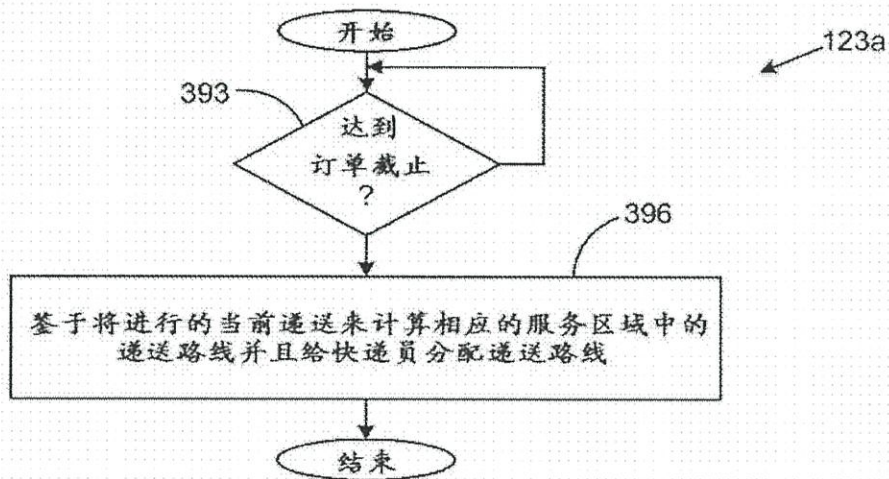 开始
123a
393
达到
订单截止
?
396
鉴于将进行的当前递送来计算相应的服务区域中的
递送路线并且给快递员分配递送路线
结束